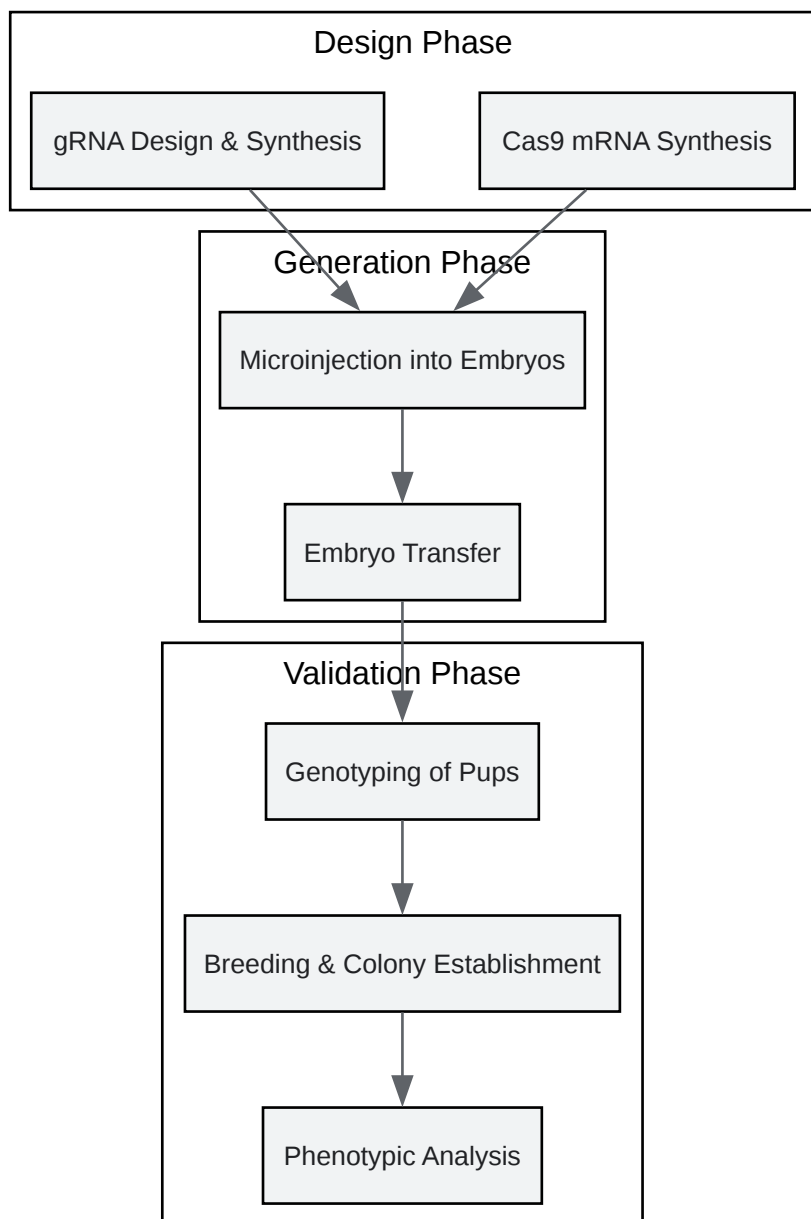 Design Phase
gRNA Design & Synthesis
Cas9 mRNA Synthesis
Generation Phase
Microinjection into Embryos
Embryo Transfer
Validation Phase
Genotyping of Pups
Breeding & Colony Establishment
Phenotypic Analysis